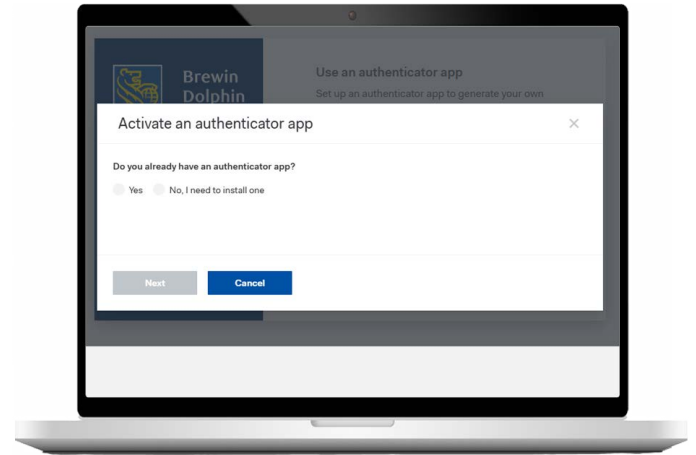 Brewin
Dolphin
Use an authenticator app
Set up an authenticator app to generate your own
Activate an authenticator app
Do you already have an authenticator app?
Yes No, I need to install one
Next Cancel